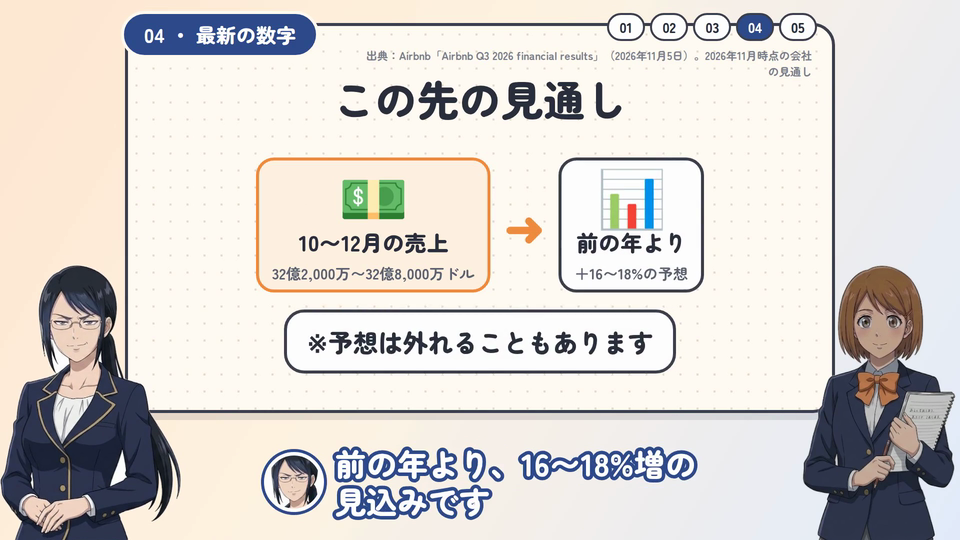 04 ・ 最新の数字
01 02 03 04 05
出典：Airbnb「Airbnb Q3 2026 financial results」（2026年11月5日）。2026年11月時点の会社
の見通し
この先の見通し
10〜12月の売上
32億2,000万〜32億8,000万ドル
前の年より
＋16〜18%の予想
※予想は外れることもあります
前の年より、16〜18%増の
見込みです